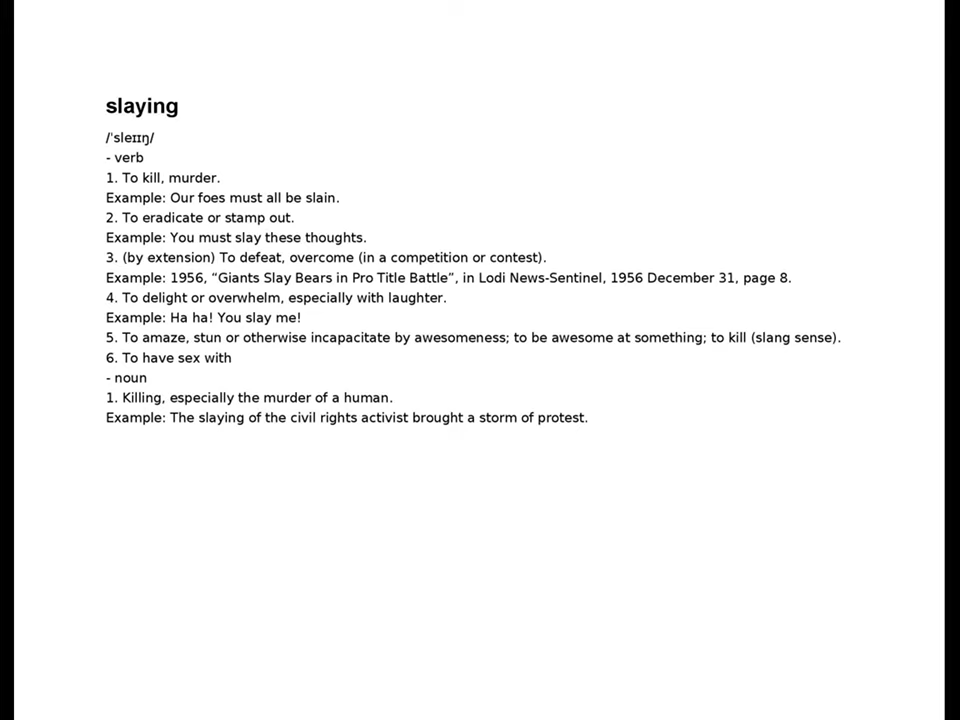 slaying
/ˈsleɪɪŋ/
- verb
1. To kill, murder.
Example: Our foes must all be slain.
2. To eradicate or stamp out.
Example: You must slay these thoughts.
3. (by extension) To defeat, overcome (in a competition or contest).
Example: 1956, “Giants Slay Bears in Pro Title Battle”, in Lodi News-Sentinel, 1956 December 31, page 8.
4. To delight or overwhelm, especially with laughter.
Example: Ha ha! You slay me!
5. To amaze, stun or otherwise incapacitate by awesomeness; to be awesome at something; to kill (slang sense).
6. To have sex with
- noun
1. Killing, especially the murder of a human.
Example: The slaying of the civil rights activist brought a storm of protest.